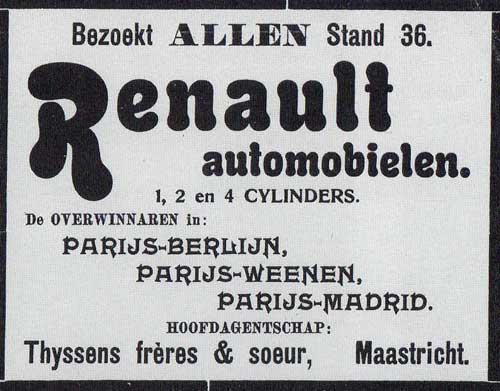 Bezoekt ALLEN Stand 36.
Renault
automobielen.
1, 2 en 4 CYLINDERS.
De OVERWINNAREN in:
PARIJS-BERLIJN,
PARIJS-WEENEN,
PARIJS-MADRID.
HOOFDAGENTSCHAP:
Thyssens frères & soeur, Maastricht.